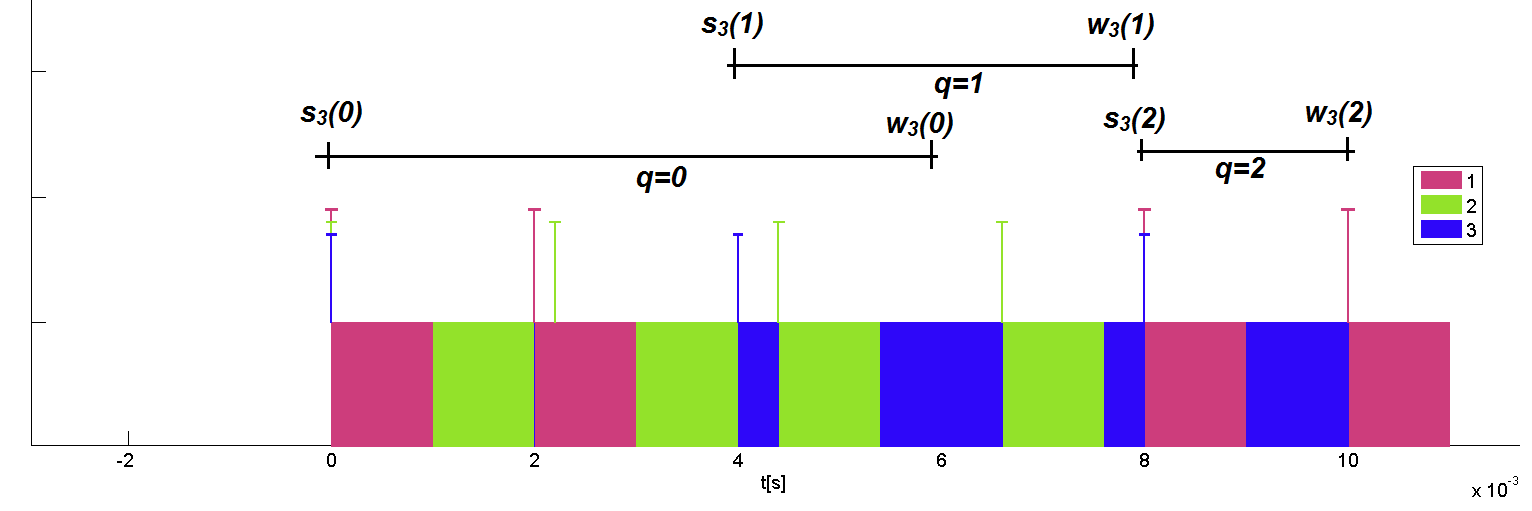 s3(1) w3(1)
q=1
s3(0) w3(0) s3(2) w3(2)
q=0 q=2
1
2
3
-2 0 2 4 6 8 10
t[s]
x 10-3